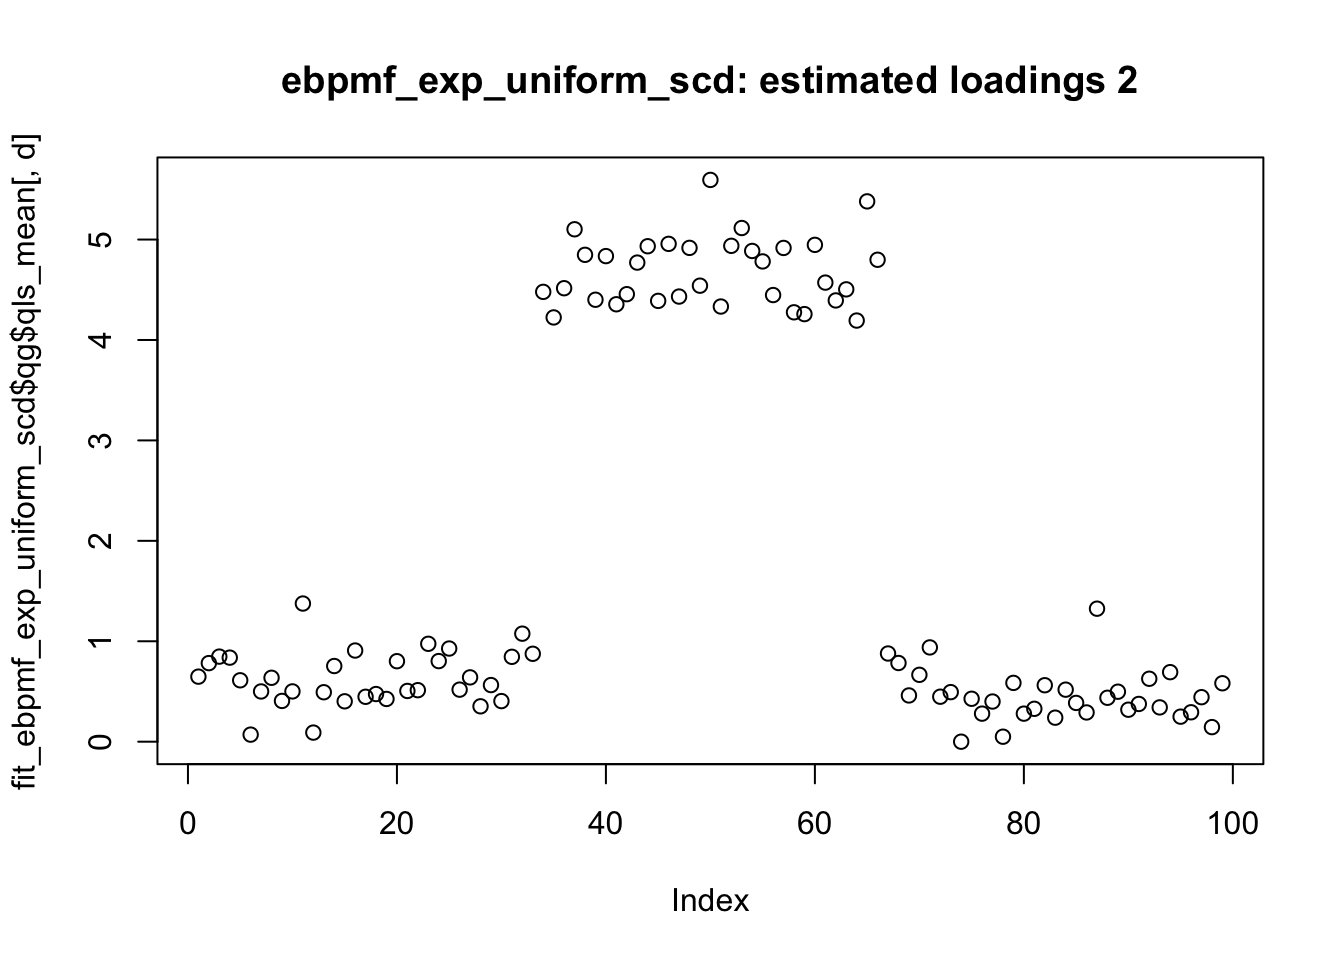 ebpmf_exp_uniform_scd: estimated loadings 2
fit_ebpmf_exp_uniform_scd$qg$qls_mean[, d]
5
4
3
2
1
0
0 20 40 60 80 100
Index